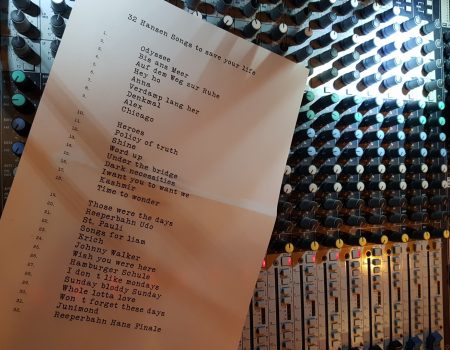 32 Hansen Songs to save your life
Odyssee
Bis ans Meer
Auf dem Weg zur Ruhe
Hey ho
Anna
Verdamp lang her
Denkmal
Alex
Chicago
Heroes
Policy of truth
Shine
Word up
Under the bridge
Dark necessities
Iwant you to want me
Kashmir
Time to wonder
Those were the days
Reeperbahn Udo
St. Pauli
Songs for liam
Erich
Johnny Walker
Wish you were here
Hamburger Schule
I don t like mondays
Sunday bloddy Sunday
Whole lotta love
Won t forget these days
Junimond
Reeperbahn Hans Finale